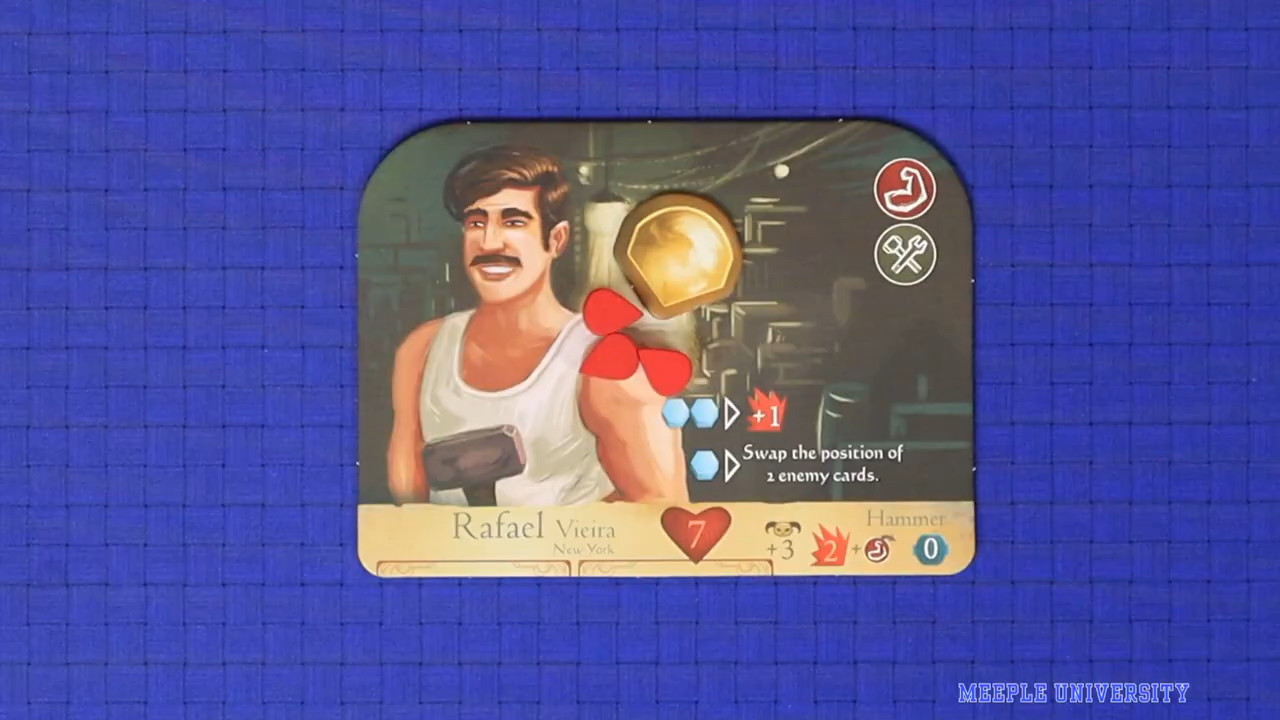 +1
Swap the position of
2 enemy cards.
Rafael Vieira
New York
7
+3
2 +
Hammer
0
MEEPLE UNIVERSITY